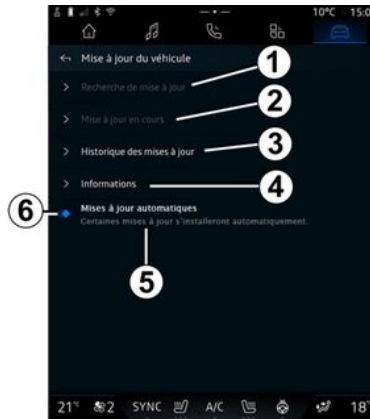 10°C 15:0
Mise à jour du véhicule
1
Recherche de mise à jour
2
Mise à jour en cours
3
Historique des mises à jour
Informations
4
6
Mises à jour automatiques
Certaines mises à jour s'installeront automatiquement.
5
21°C 2 SYNC A/C 18°